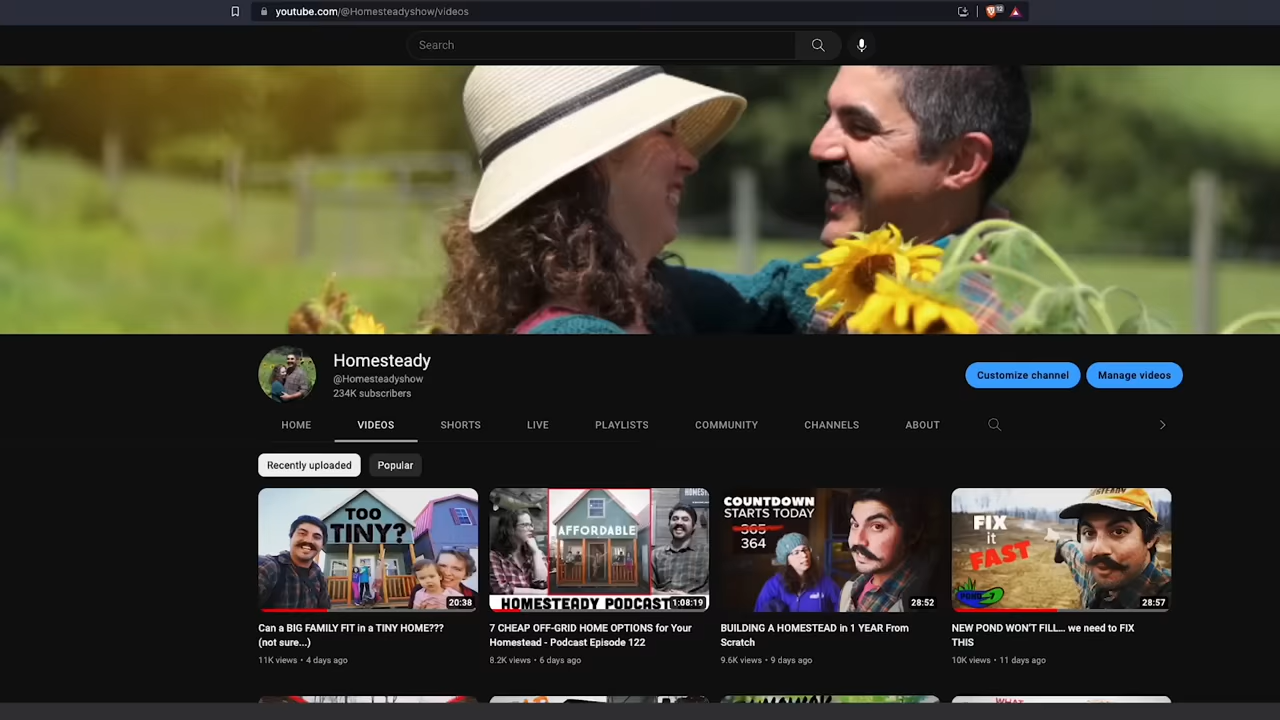 youtube.com/@Homesteadyshow/videos
12
Search
Homesteady
@Homesteadyshow
234K subscribers
Customize channel
Manage videos
HOME
VIDEOS
SHORTS
LIVE
PLAYLISTS
COMMUNITY
CHANNELS
ABOUT
Recently uploaded
Popular
TOO
TINY?
20:38
AFFORDABLE
HOMESTEADY PODCAST
1:08:19
COUNTDOWN
STARTS TODAY
365
364
28:52
STEADY
FIX
it
FAST
POND
28:57
Can a BIG FAMILY FIT in a TINY HOME???
(not sure...)
11K views • 4 days ago
7 CHEAP OFF-GRID HOME OPTIONS for Your
Homestead - Podcast Episode 122
8.2K views • 6 days ago
BUILDING A HOMESTEAD in 1 YEAR From
Scratch
9.6K views • 9 days ago
NEW POND WON'T FILL... we need to FIX
THIS
10K views • 11 days ago
WHAT